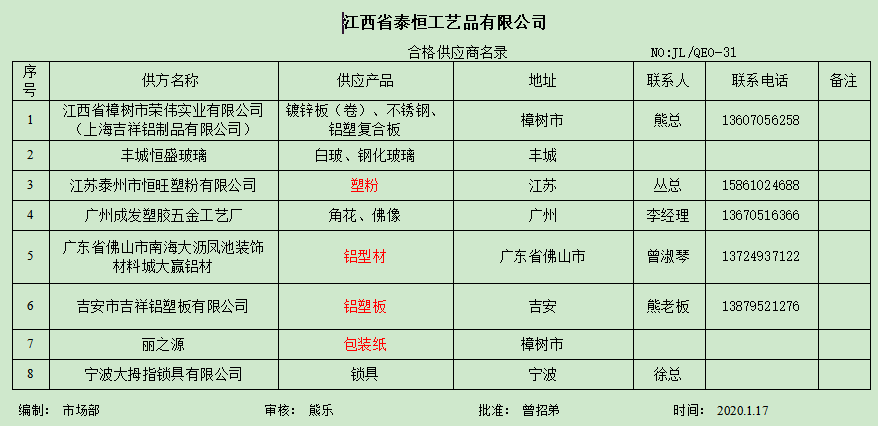 江西省泰恒工艺品有限公司
合格供应商名录 NO:JL/QEO-31
序号 供方名称 供应产品 地址 联系人 联系电话 备注
1 江西省樟树市荣伟实业有限公司（上海吉祥铝制品有限公司） 镀锌板（卷）、不锈钢、铝塑复合板 樟树市 熊总 13607056258
2 丰城恒盛玻璃 白玻、钢化玻璃 丰城
3 江苏泰州市恒旺塑粉有限公司 塑粉 江苏 丛总 15861024688
4 广州成发塑胶五金工艺厂 角花、佛像 广州 李经理 13670516366
5 广东省佛山市南海大沥凤池装饰材料城大赢铝材 铝型材 广东省佛山市 曾淑琴 13724937122
6 吉安市吉祥铝塑板有限公司 铝塑板 吉安 熊老板 13879521276
7 丽之源 包装纸 樟树市
8 宁波大拇指锁具有限公司 锁具 宁波 徐总
编制： 市场部 审核： 熊乐 批准： 曾招弟 时间： 2020.1.17